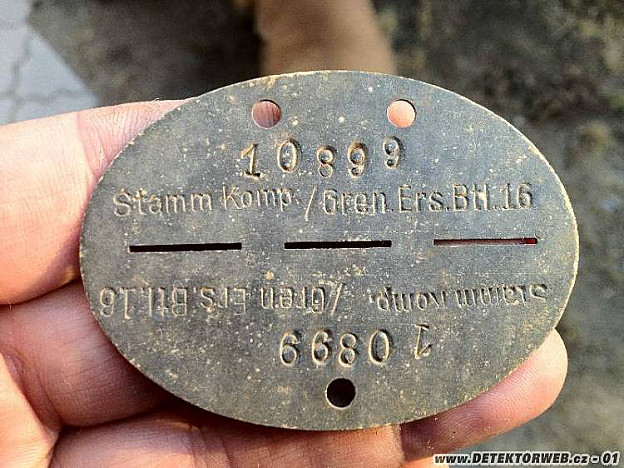 10899
Stamm Komp./Gren.Ers.Btl.16
Stamm Komp./Gren.Ers.Btl.16
10899
www.DETEKTORWEB.cz - 01